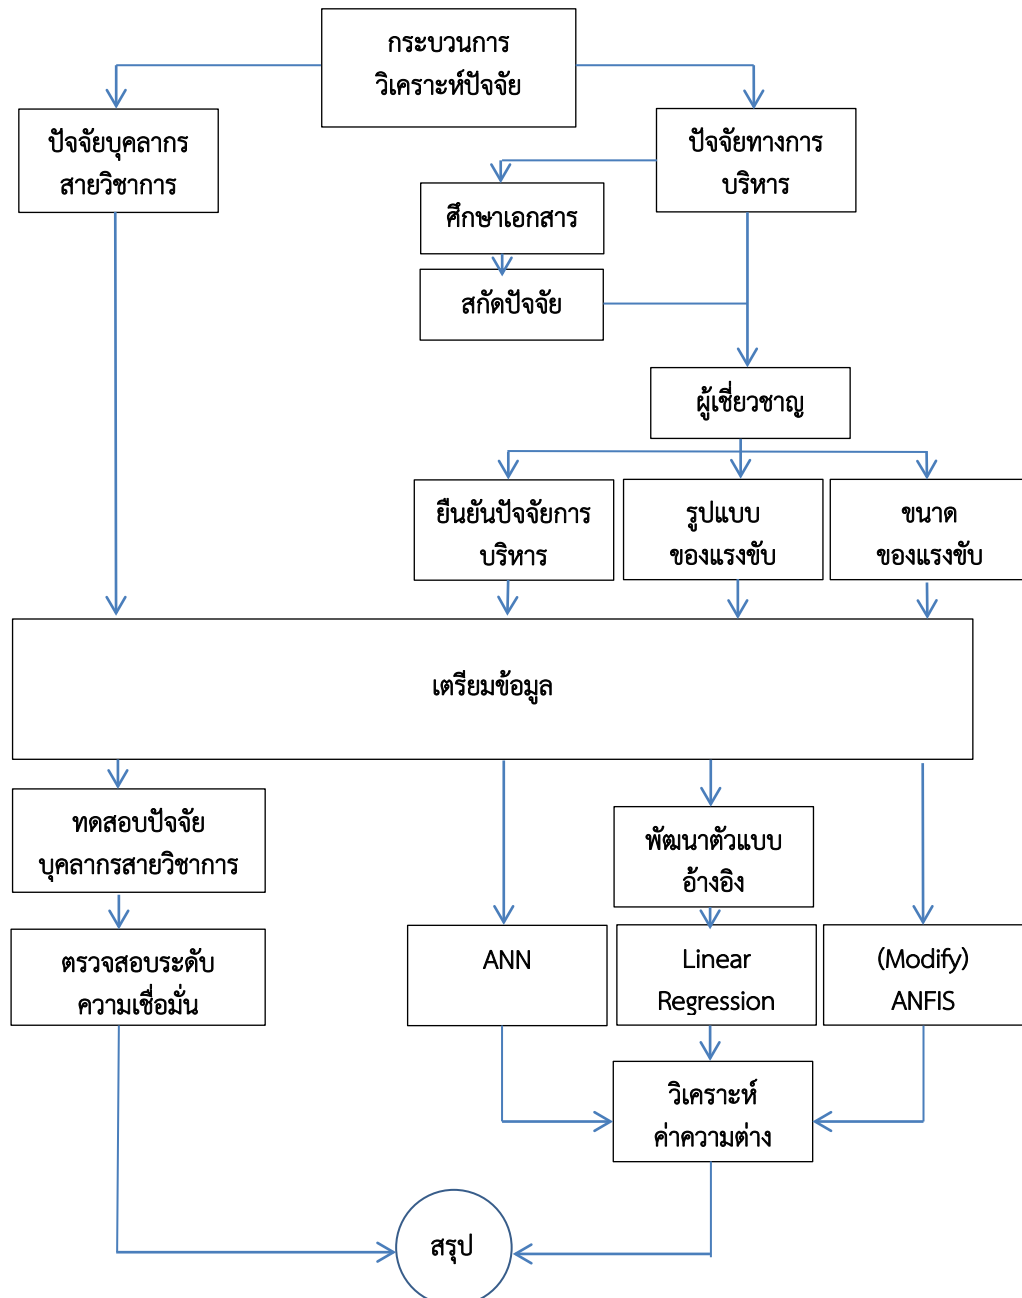 กระบวนการ
วิเคราะห์ปัจจัย
ปัจจัยบุคลากร
สายวิชาการ
ปัจจัยทางการ
บริหาร
ศึกษาเอกสาร
สกัดปัจจัย
ผู้เชี่ยวชาญ
ยืนยันปัจจัยการ
บริหาร
รูปแบบ
ของแรงขับ
ขนาด
ของแรงขับ
เตรียมข้อมูล
ทดสอบปัจจัย
บุคลากรสายวิชาการ
พัฒนาตัวแบบ
อ้างอิง
ตรวจสอบระดับ
ความเชื่อมั่น
ANN
Linear
Regression
(Modify)
ANFIS
วิเคราะห์
ค่าความต่าง
สรุป